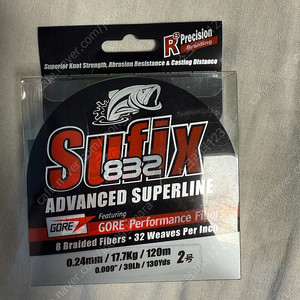 R3 Precision
Braiding
Superior Knot Strength, Abrasion Resistance & Casting Distance
Sufix
832
ADVANCED SUPERLINE
Featuring
GORE
GORE Performance Fibers
8 Braided Fibers • 32 Weaves Per Inch
0.24mm / 17.7Kg / 120m
0.009" / 39Lb / 130Yds
2号